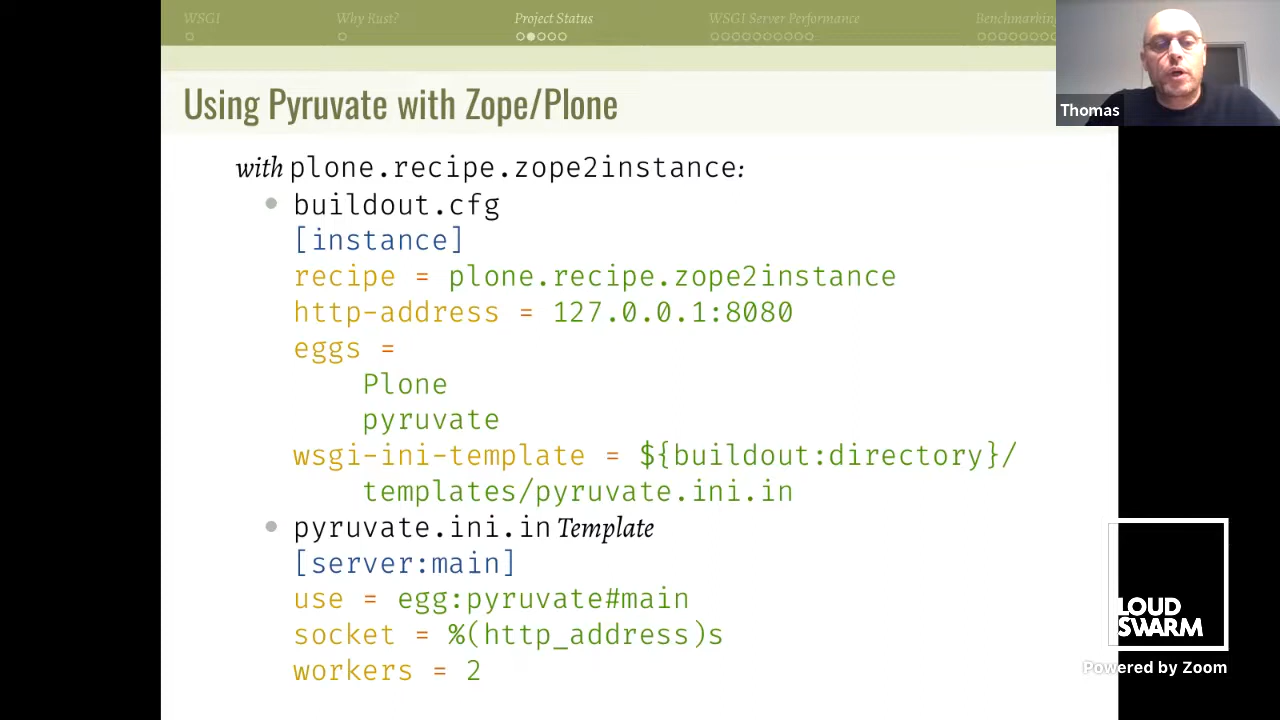 WSGI Why Rust? Project Status WSGI Server Performance Benchmarking
Using Pyruvate with Zope/Plone
Thomas
with plone.recipe.zope2instance:
buildout.cfg
[instance]
recipe = plone.recipe.zope2instance
http-address = 127.0.0.1:8080
eggs =
Plone
pyruvate
wsgi-ini-template = ${buildout:directory}/
templates/pyruvate.ini.in
pyruvate.ini.in Template
[server:main]
use = egg:pyruvate#main
socket = %(http_address)s
workers = 2
LOUD
SWARM
Powered by Zoom